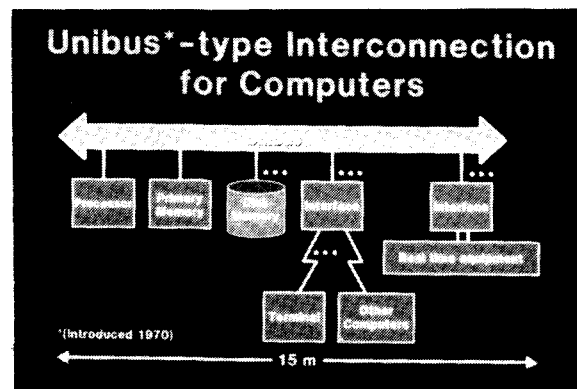 Unibus*-type Interconnection
for Computers
Unibus
Processor
Primary
Memory
Disk
Memory
Interface
Interface
Real time equipment
Terminal
Other
Computers
*(Introduced 1970)
15 m